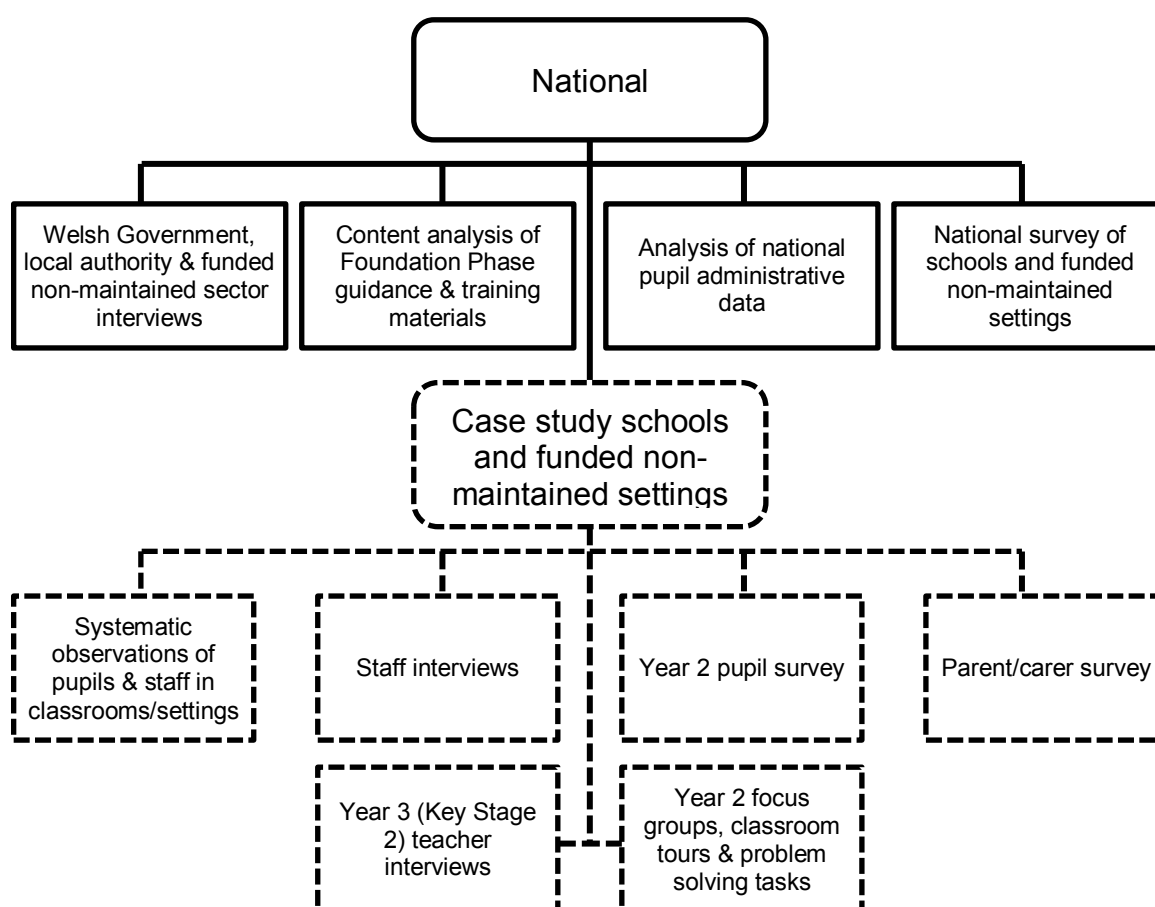 National
Welsh Government,
local authority & funded
non-maintained sector
interviews
Content analysis of
Foundation Phase
guidance & training
materials
Analysis of national
pupil administrative
data
National survey of
schools and funded
non-maintained
settings
Case study schools
and funded non-
maintained settings
Systematic
observations of
pupils & staff in
classrooms/settings
Staff interviews
Year 2 pupil survey
Parent/carer survey
Year 3 (Key Stage
2) teacher
interviews
Year 2 focus
groups, classroom
tours & problem
solving tasks